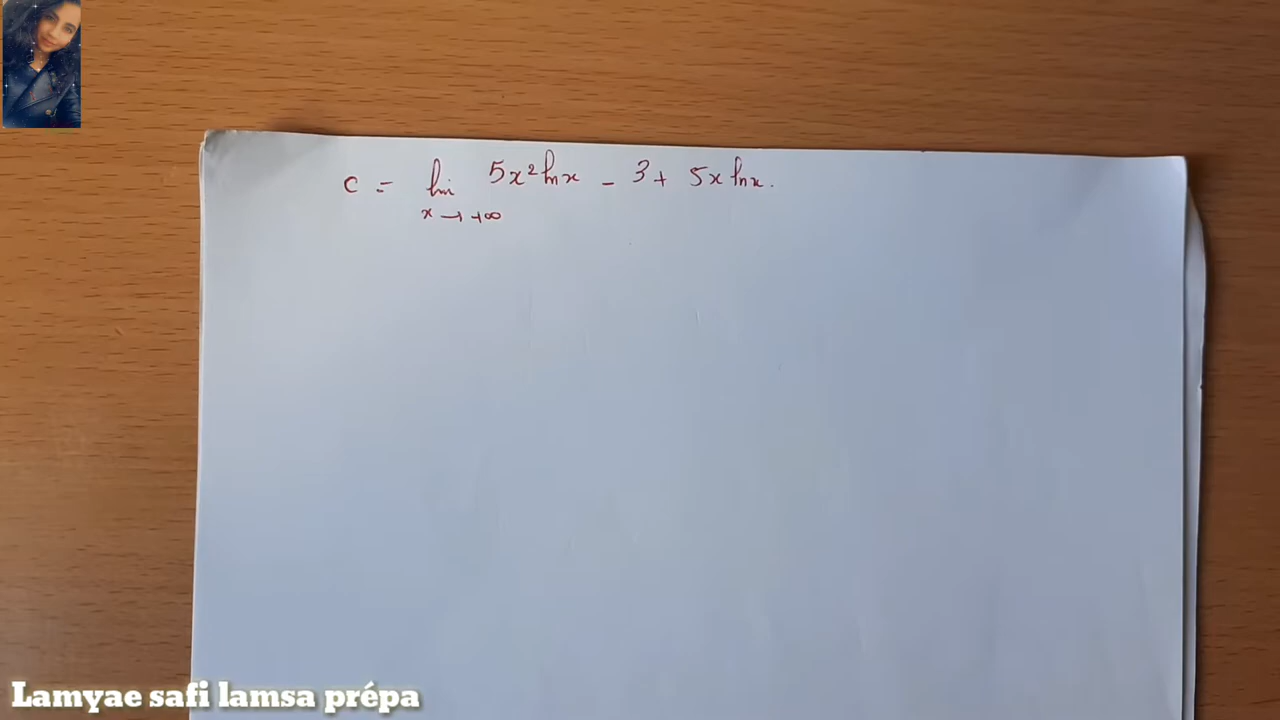 C = lim 5x²lnx - 3 + 5x lnx.
x → +∞
Lamyae safi lamsa prépa